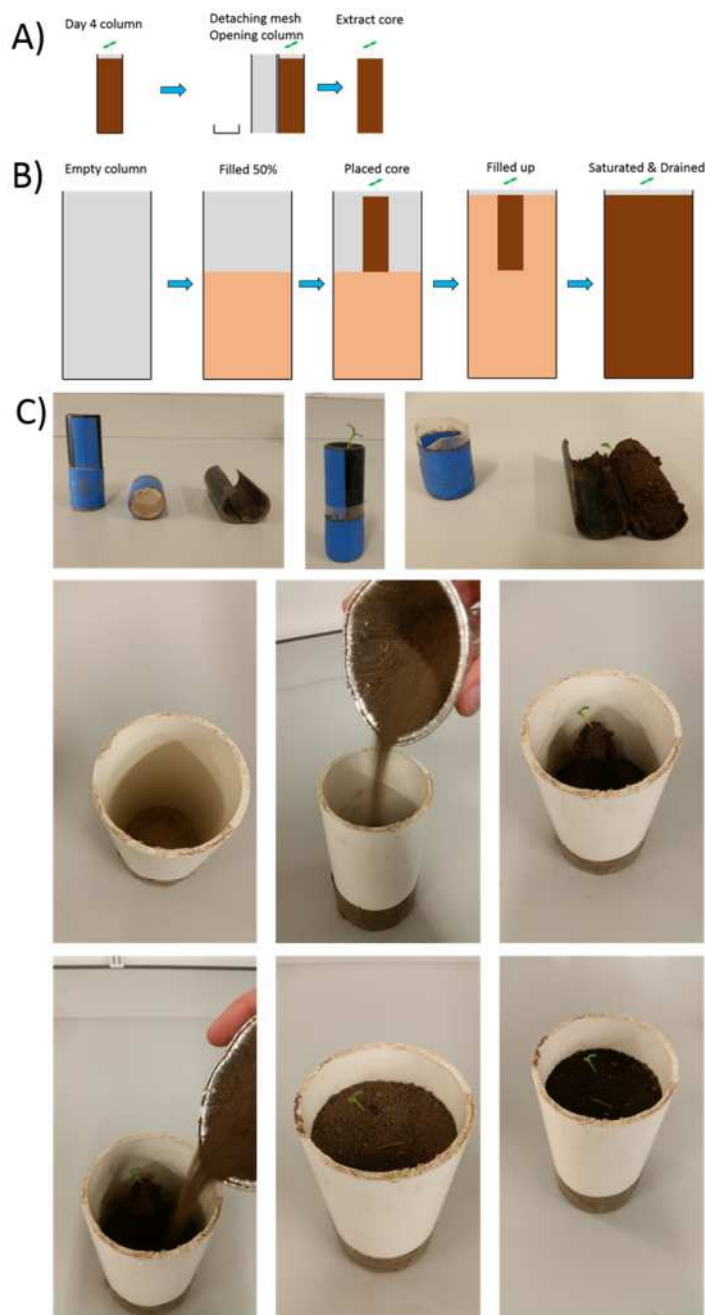 A)
Day 4 column
Detaching mesh
Opening column
Extract core
B)
Empty column
Filled 50%
Placed core
Filled up
Saturated & Drained
C)